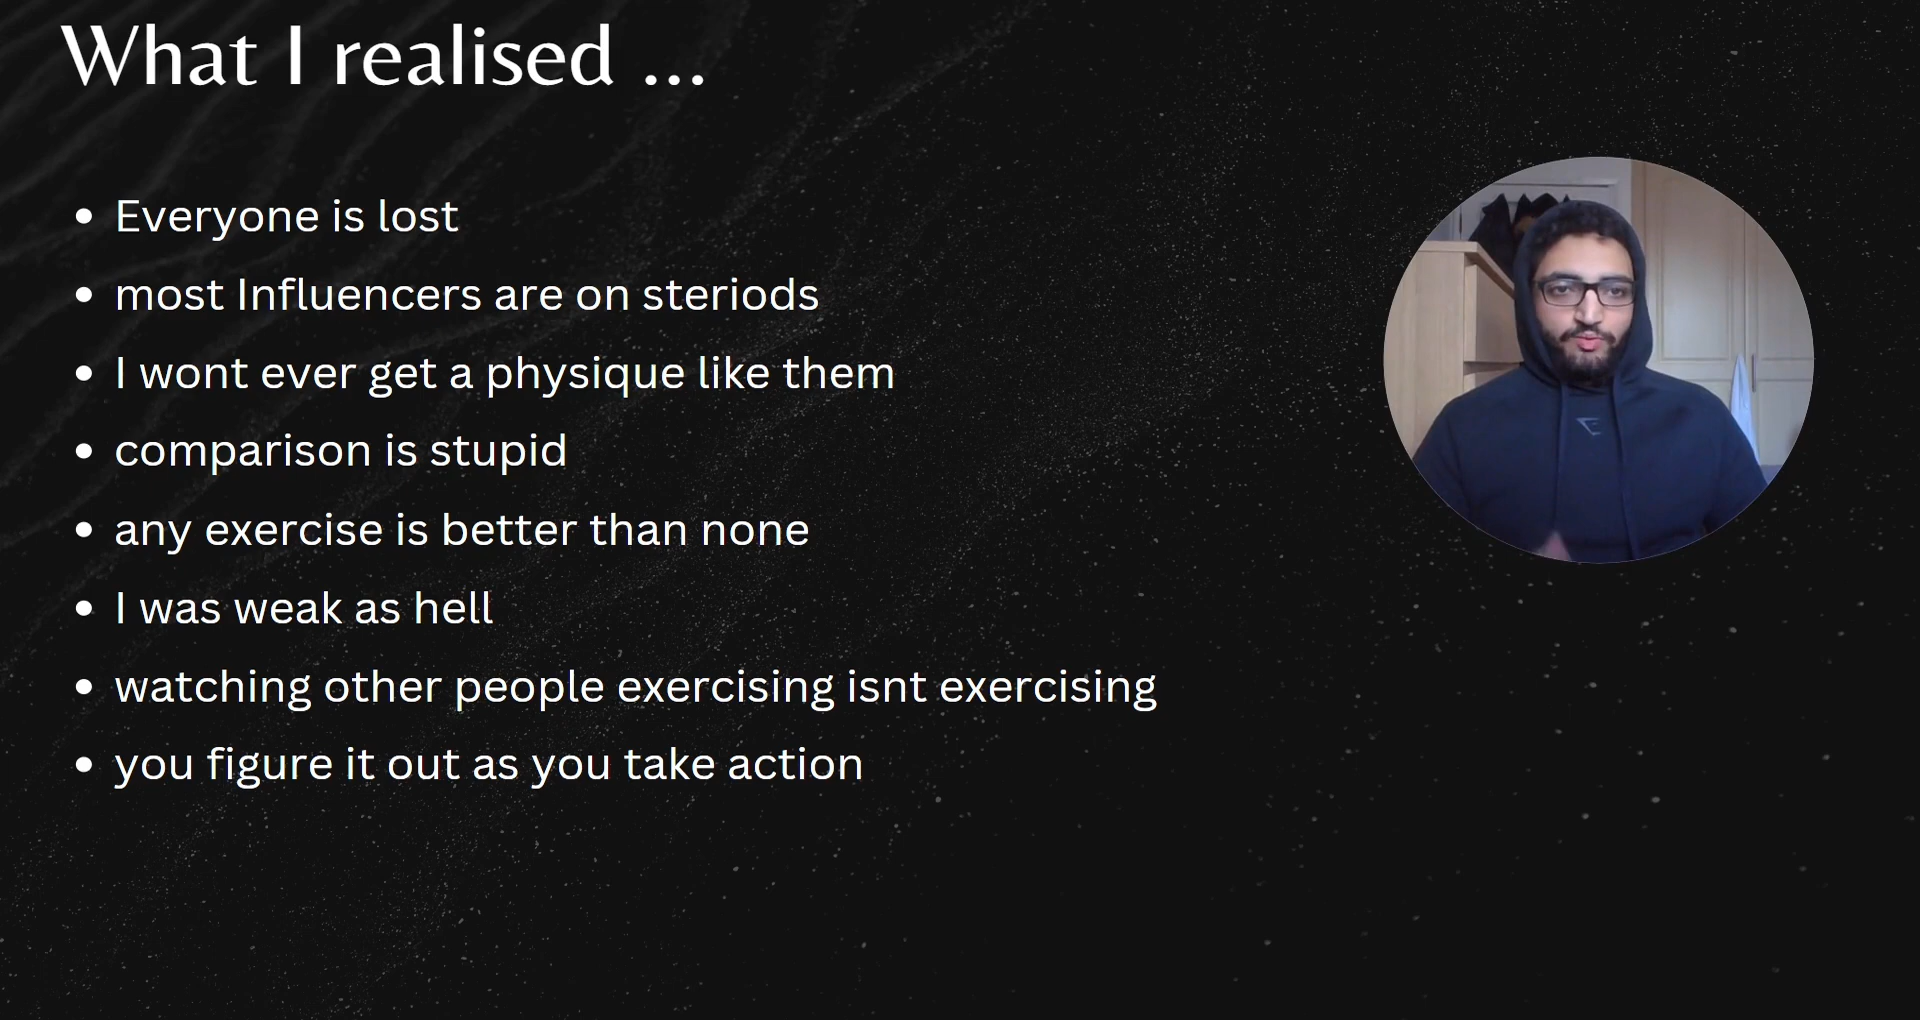 What I realised ...
• Everyone is lost
• most Influencers are on steriods
• I wont ever get a physique like them
• comparison is stupid
• any exercise is better than none
• I was weak as hell
• watching other people exercising isnt exercising
• you figure it out as you take action